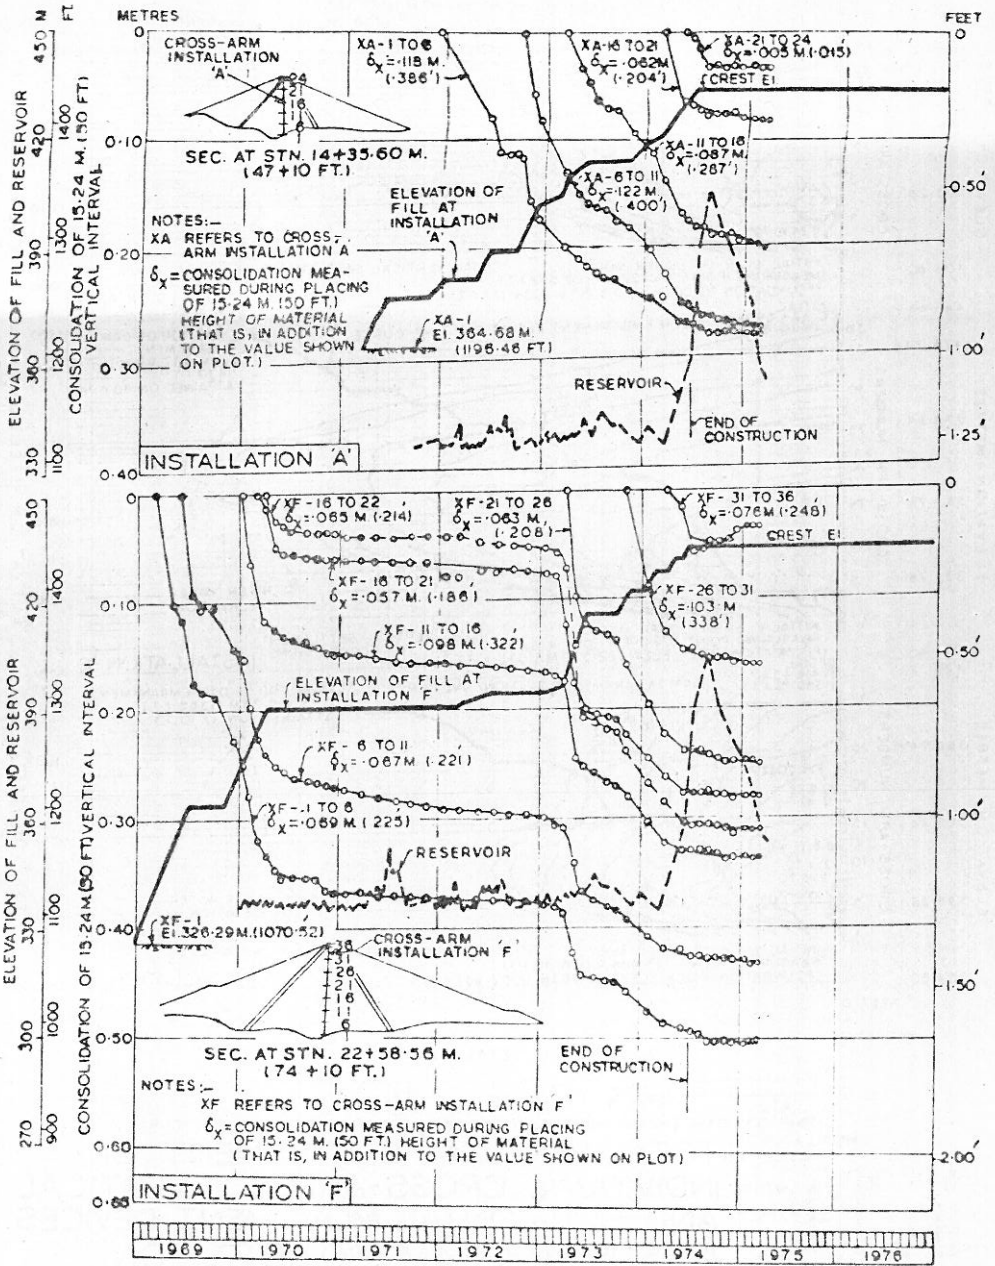 METRES
FEET
M
FT
450
420
390
360
330
1400
1300
1200
1100
ELEVATION OF FILL AND RESERVOIR
CONSOLIDATION OF 15.24 M. (50 FT)
VERTICAL INTERVAL
0
0.10
0.20
0.30
0.40
0
0.50'
1.00'
1.25'
CROSS-ARM
INSTALLATION
'A'
24
21
16
6
SEC. AT STN. 14+35.60 M.
(47+10 FT.)
NOTES:-
XA REFERS TO CROSS-
ARM INSTALLATION A
δx = CONSOLIDATION MEA-
SURED DURING PLACING
OF 15.24 M. (50 FT.)
HEIGHT OF MATERIAL
(THAT IS, IN ADDITION
TO THE VALUE SHOWN
ON PLOT.)
XA-1 TO 6
δx = .118 M
(.386')
XA-16 TO 21
δx = .062M
(.204')
XA-21 TO 24
δx = .005 M. (.015)
CREST El.
XA-11 TO 16
δx = .087M
(.287')
XA-6 TO 11
δx = .122 M.
(.400')
ELEVATION OF
FILL AT
INSTALLATION
'A'
XA-1
El. 364.68 M.
(1196.46 FT)
RESERVOIR
END OF
CONSTRUCTION
INSTALLATION 'A'
450
420
390
360
330
300
270
1400
1300
1200
1100
1000
900
ELEVATION OF FILL AND RESERVOIR
CONSOLIDATION OF 15.24M(50 FT)VERTICAL INTERVAL
0
0.10
0.20
0.30
0.40
0.50
0.60
0
0.50'
1.00'
1.50'
2.00'
XF-16 TO 22
δx = .065 M. (.214')
XF-21 TO 26
δx = .063 M,
(.208')
XF-31 TO 36
δx = .076M (.248)
CREST El.
XF-16 TO 21
δx = .057 M (.186)
XF-26 TO 31
δx = .103 M
(338')
XF-11 TO 16
δx = .098 M. (.322')
ELEVATION OF FILL AT
INSTALLATION 'F'
XF-6 TO 11
δx = .067M (.221)
XF-.1 TO 6
δx = .069 M (.225)
RESERVOIR
XF-1
El. 326.29M.(1070.52)
36
31
26
21
16
11
6
CROSS-ARM
INSTALLATION 'F'
SEC. AT STN. 22+58.56 M.
(74+10 FT.)
END OF
CONSTRUCTION
NOTES:-
XF REFERS TO CROSS-ARM INSTALLATION 'F'
δx = CONSOLIDATION MEASURED DURING PLACING
OF 15.24 M. (50 FT.) HEIGHT OF MATERIAL
(THAT IS, IN ADDITION TO THE VALUE SHOWN ON PLOT)
INSTALLATION 'F'
1969 1970 1971 1972 1973 1974 1975 1976